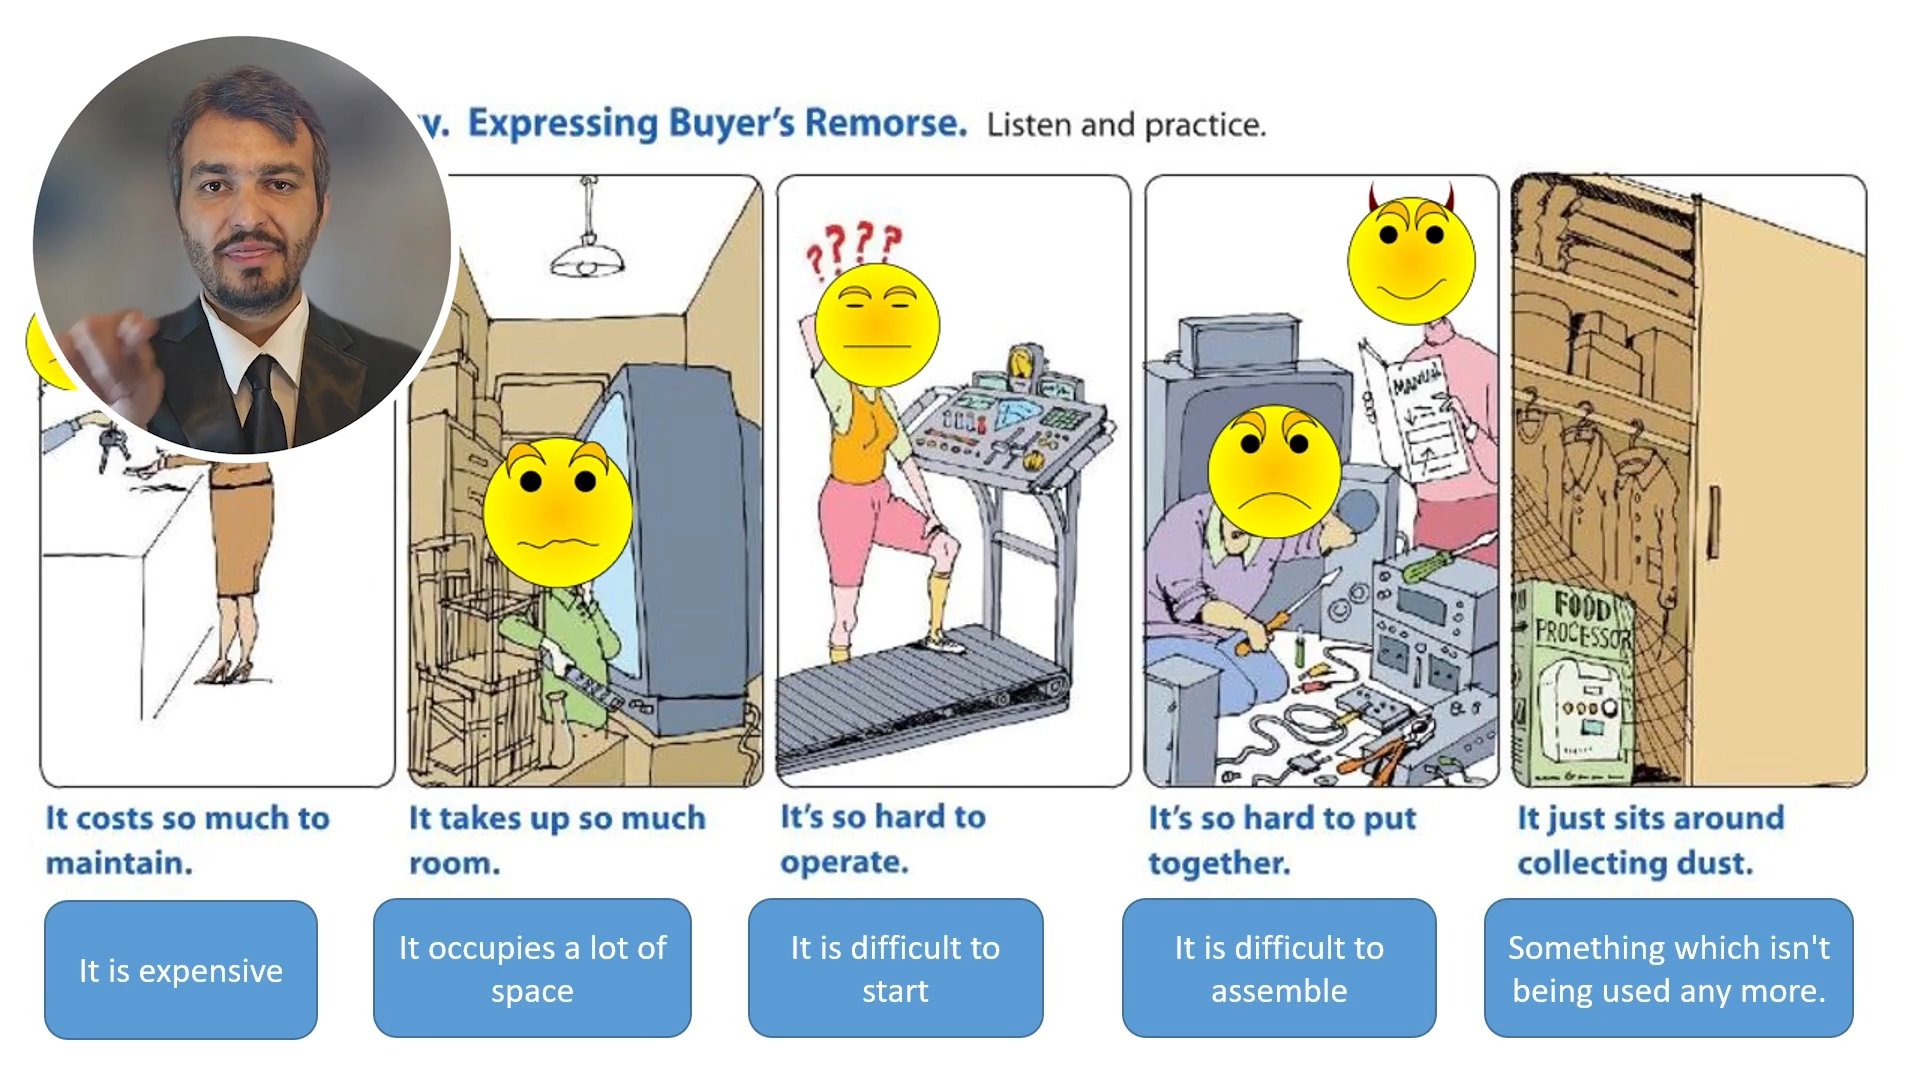 y. Expressing Buyer's Remorse. Listen and practice.
????
MANUAL
FOOD
PROCESSOR
It costs so much to
maintain.
It takes up so much
room.
It's so hard to
operate.
It's so hard to put
together.
It just sits around
collecting dust.
It is expensive
It occupies a lot of
space
It is difficult to
start
It is difficult to
assemble
Something which isn't
being used any more.